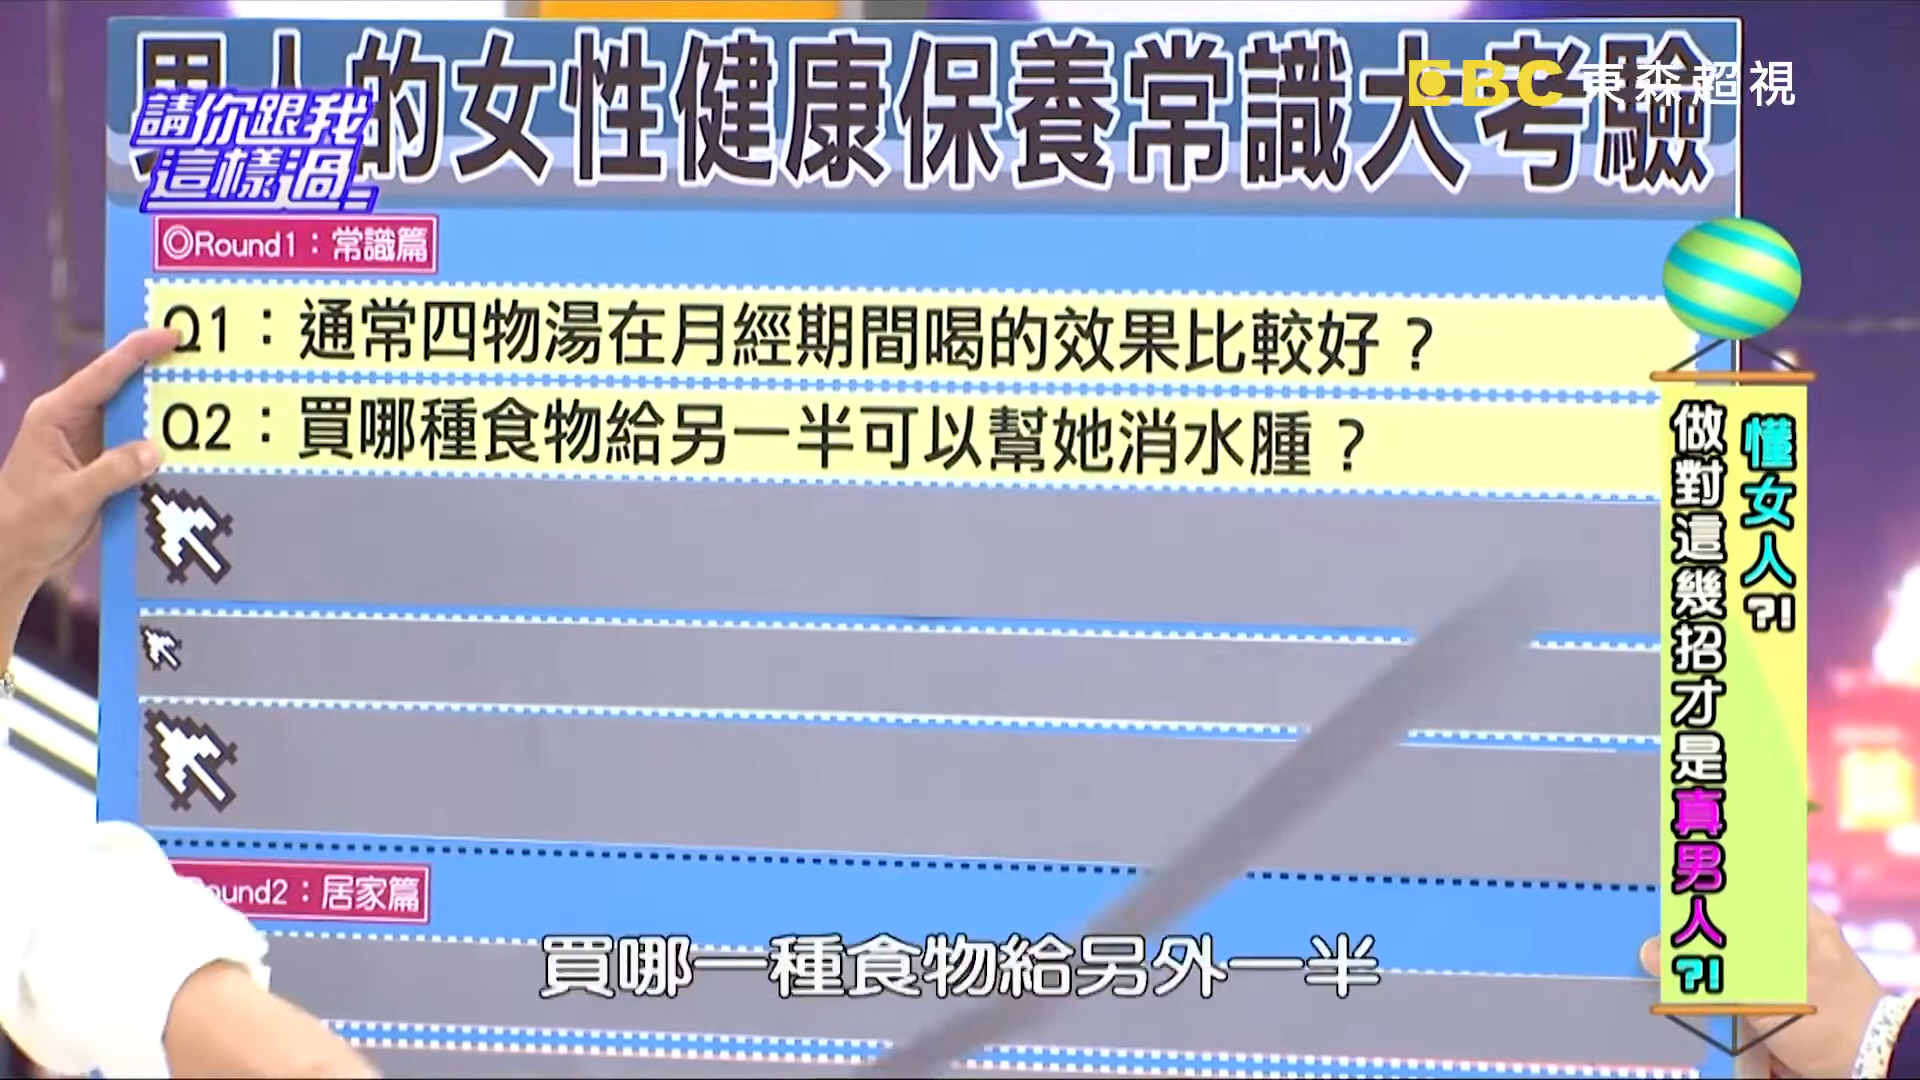 男人的女性健康保養常識大考驗
EBC 東森超視
請你跟我
這樣過
◎Round1：常識篇
Q1：通常四物湯在月經期間喝的效果比較好？
Q2：買哪種食物給另一半可以幫她消水腫？
懂女人?!
做對這幾招才是真男人?!
Round2：居家篇
買哪一種食物給另外一半